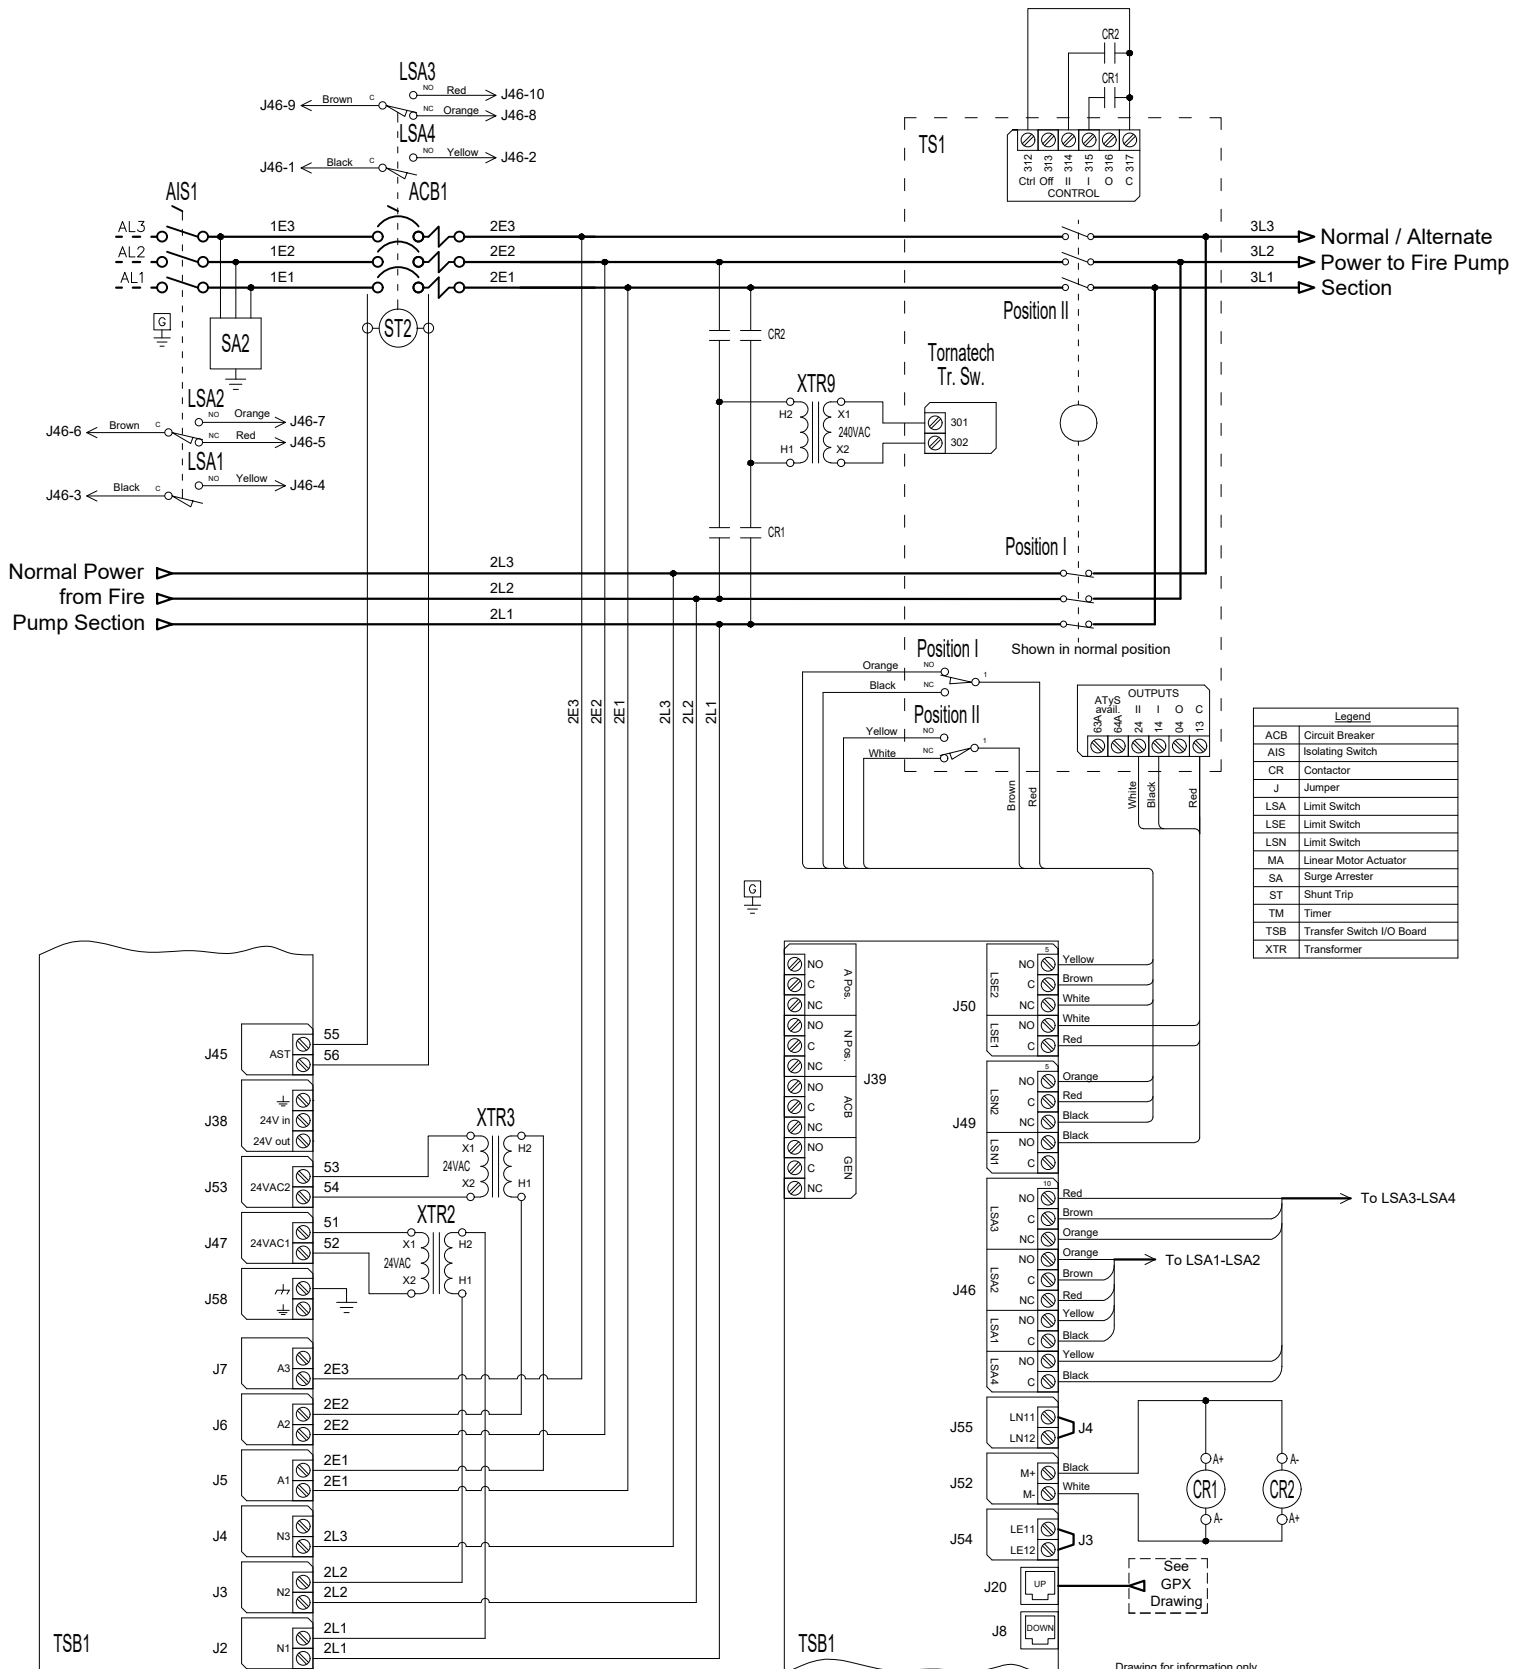 CR2
CR1
TS1
312 313 314 315 316 317
Ctrl Off II I O C
CONTROL
LSA3
J46-9 Brown C NO Red J46-10
NC Orange J46-8
LSA4
J46-1 Black C NO Yellow J46-2
AIS1
ACB1
AL3 1E3 2E3 3L3
AL2 1E2 2E2 3L2
AL1 1E1 2E1 3L1
Normal / Alternate
Power to Fire Pump
Section
G
SA2
ST2
Position II
CR2
Tornatech
Tr. Sw.
XTR9
H2 X1
240VAC
H1 X2
301
302
LSA2
J46-6 Brown C NO Orange J46-7
NC Red J46-5
LSA1
J46-3 Black C NO Yellow J46-4
CR1
Position I
Normal Power
from Fire
Pump Section
2L3
2L2
2L1
Shown in normal position
Position I
Orange NO
Black NC 1
Position II
Yellow NO
White NC 1
Brown
Red
OUTPUTS
ATyS
avail. II I O C
63A 64A 24 14 04 13
White
Black
Red
2E3
2E2
2E1
2L3
2L2
2L1
Legend
ACB Circuit Breaker
AIS Isolating Switch
CR Contactor
J Jumper
LSA Limit Switch
LSE Limit Switch
LSN Limit Switch
MA Linear Motor Actuator
SA Surge Arrester
ST Shunt Trip
TM Timer
TSB Transfer Switch I/O Board
XTR Transformer
G
J45 AST
55
56
J38
24V in
24V out
J53 24VAC2
53
54
XTR3
X1 H2
24VAC
X2 H1
J47 24VAC1
51
52
XTR2
X1 H2
24VAC
X2 H1
J58
J7 A3
2E3
J6 A2
2E2
2E2
J5 A1
2E1
2E1
J4 N3
2L3
J3 N2
2L2
2L2
J2 N1
2L1
2L1
TSB1
J39
A Pos.
NO
C
NC
N Pos.
NO
C
NC
ACB
NO
C
NC
GEN
NO
C
NC
J50
5
LSE2
NO Yellow
C Brown
NC White
LSE1
NO White
C Red
J49
5
LSN2
NO Orange
C Red
NC Black
LSN1
NO Black
C
J46
10
LSA3
NO Red
C Brown
NC Orange
To LSA3-LSA4
LSA2
NO Orange
C Brown
NC Red
To LSA1-LSA2
LSA1
NO Yellow
C Black
LSA4
NO Yellow
C Black
J55
LN11
LN12
J4
J52
M+ Black
M- White
A+ CR1 A-
A- CR2 A+
J54
LE11
LE12
J3
J20 UP
See
GPX
Drawing
J8 DOWN
TSB1
Drawing for information only